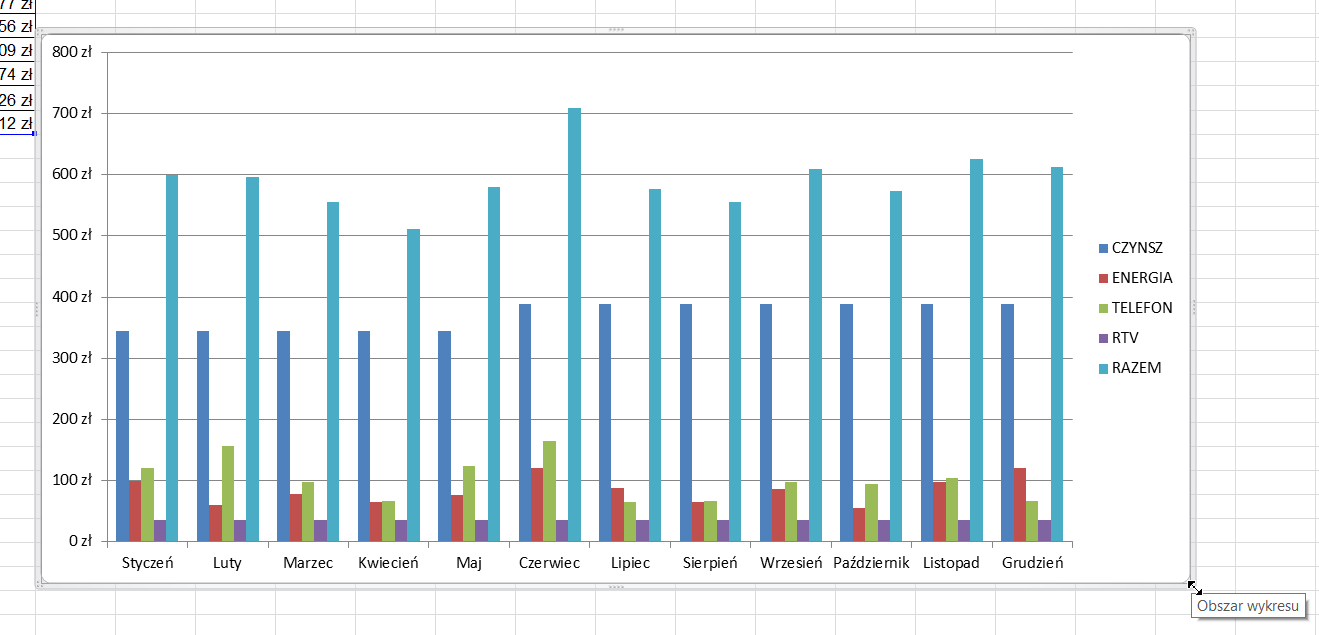 77 zł
56 zł
09 zł
74 zł
26 zł
12 zł
800 zł
700 zł
600 zł
500 zł
400 zł
300 zł
200 zł
100 zł
0 zł
Styczeń Luty Marzec Kwiecień Maj Czerwiec Lipiec Sierpień Wrzesień Październik Listopad Grudzień
CZYNSZ
ENERGIA
TELEFON
RTV
RAZEM
Obszar wykresu